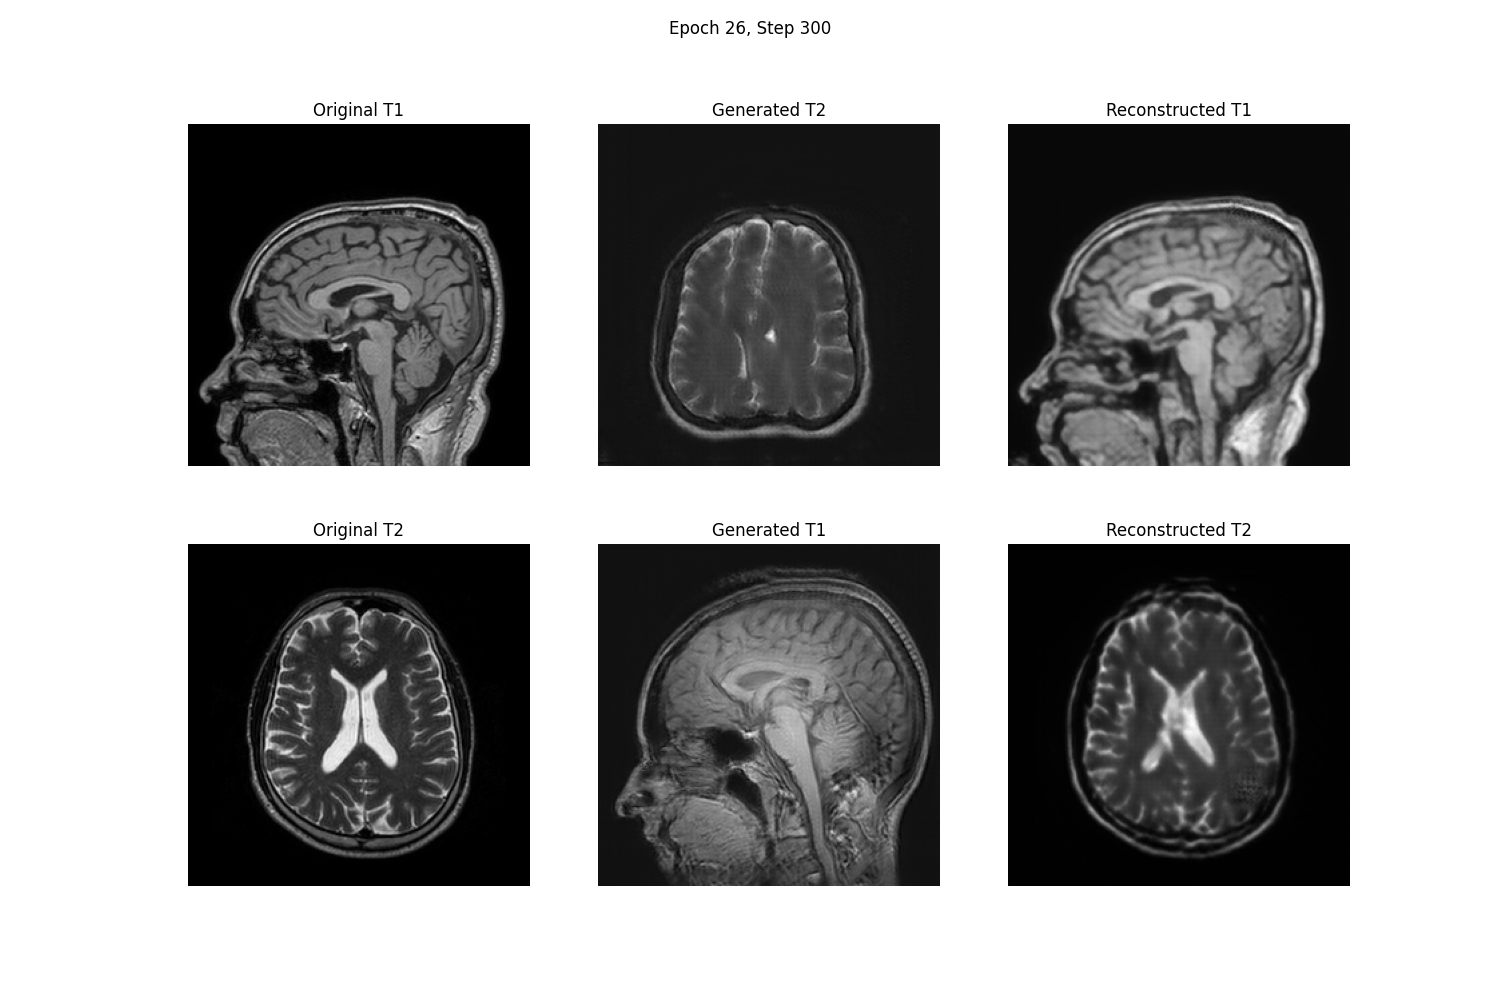 Epoch 26, Step 300
Original T1
Generated T2
Reconstructed T1
Original T2
Generated T1
Reconstructed T2